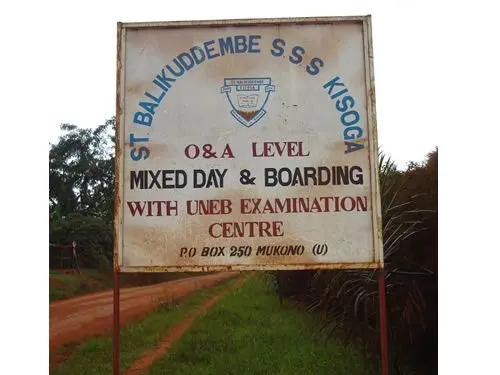 ST. BALIKUDDEMBE S.S.S KISOGA
O & A LEVEL
MIXED DAY & BOARDING
WITH UNEB EXAMINATION
CENTRE
P.O BOX 250 MUKONO (U)